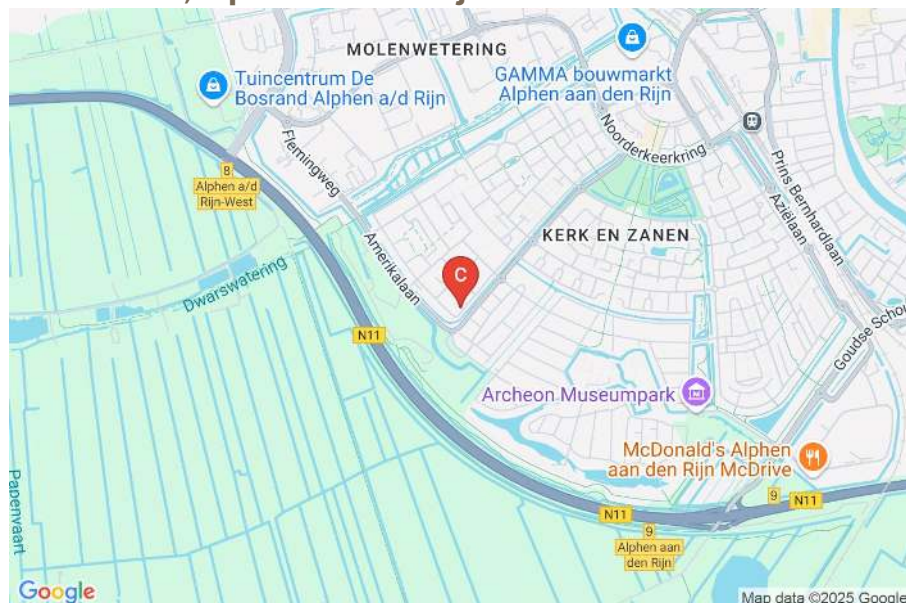 MOLENWETERING
Tuincentrum De
Bosrand Alphen a/d Rijn
GAMMA bouwmarkt
Alphen aan den Rijn
Flemingweg
Noorderkeerkring
Prins Bernhardlaan
Aziëlaan
8
Alphen a/d
Rijn-West
KERK EN ZANEN
Amerikalaan
Dwarswatering
C
N11
Goudse Schou
Archeon Museumpark
McDonald's Alphen
aan den Rijn McDrive
Papenvaart
9
N11
N11
9
Alphen aan
den Rijn
Google
Map data ©2025 Google